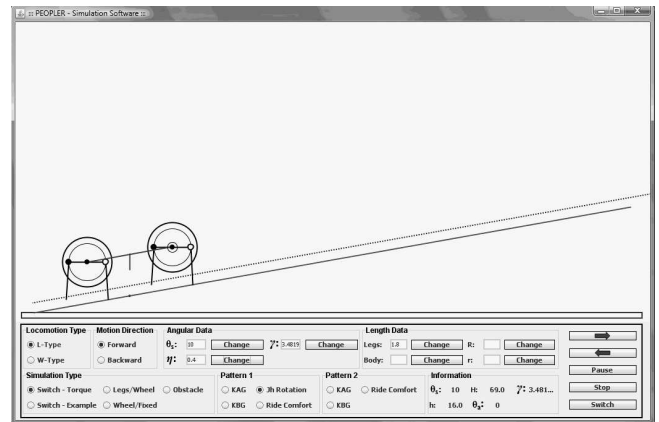 ::: PEOPLER - Simulation Software :::
Locomotion Type Motion Direction Angular Data Length Data
L-Type Forward θs: 10 Change γ: 3.4819 Change Legs: 1.8 Change R: Change
W-Type Backward η: 0.4 Change Body: Change r: Change
Simulation Type Pattern 1 Pattern 2 Information
Switch - Torque Legs/Wheel Obstacle KAG Jh Rotation KAG Ride Comfort θs: 10 H: 69.0 γ: 3.481...
Switch - Example Wheel/Fixed KBG Ride Comfort KBG h: 16.0 θs: 0
Pause
Stop
Switch